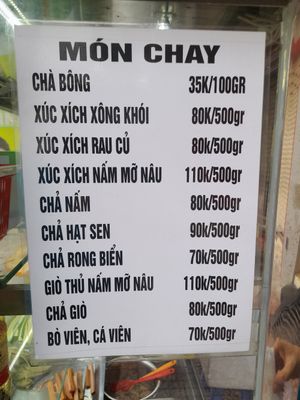 MÓN CHAY
CHÀ BÔNG 35K/100GR
XÚC XÍCH XÔNG KHÓI 80K/500gr
XÚC XÍCH RAU CỦ 80k/500gr
XÚC XÍCH NẤM MỠ NÂU 110k/500gr
CHẢ NẤM 80k/500gr
CHẢ HẠT SEN 90k/500gr
CHẢ RONG BIỂN 70k/500gr
GIÒ THỦ NẤM MỠ NÂU 110k/500gr
CHẢ GIÒ 80k/500gr
BÒ VIÊN, CÁ VIÊN 70k/500gr